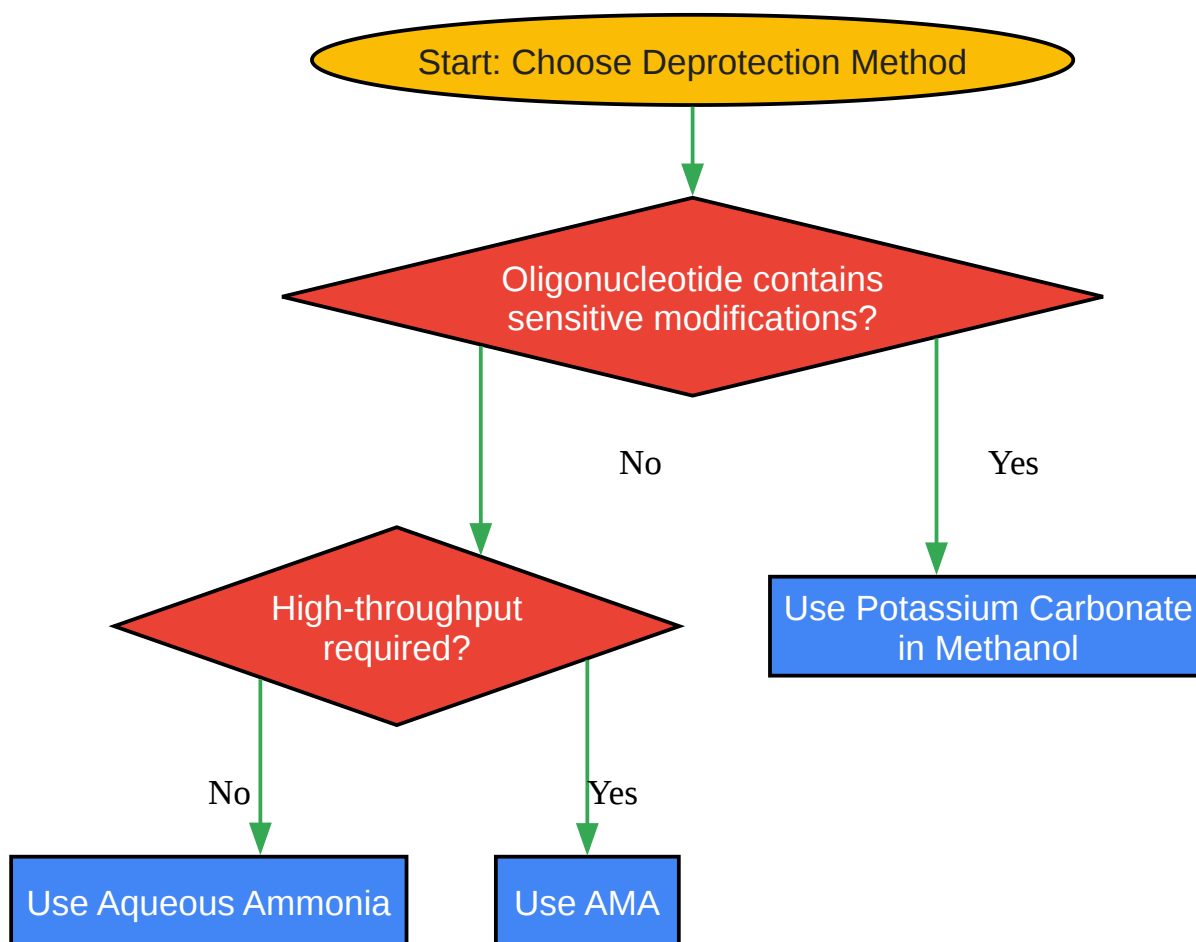 Start: Choose Deprotection Method
Oligonucleotide contains
sensitive modifications?
No
Yes
High-throughput
required?
Use Potassium Carbonate
in Methanol
No
Yes
Use Aqueous Ammonia
Use AMA